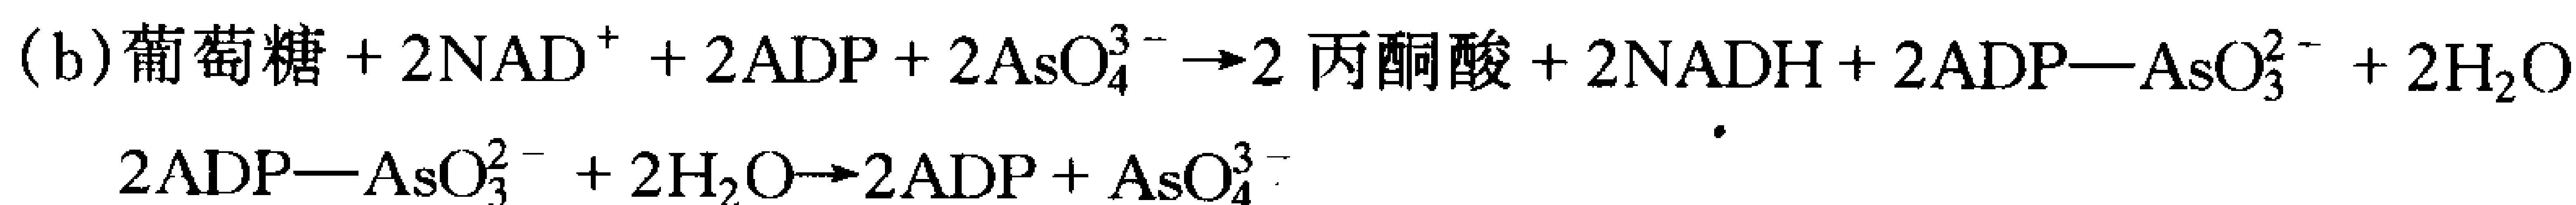 (b)葡萄糖 + 2NAD⁺ + 2ADP + 2AsO₄³⁻→2 丙酮酸 + 2NADH + 2ADP—AsO₃²⁻ + 2H₂O
2ADP—AsO₃²⁻ + 2H₂O→2ADP + AsO₄³⁻